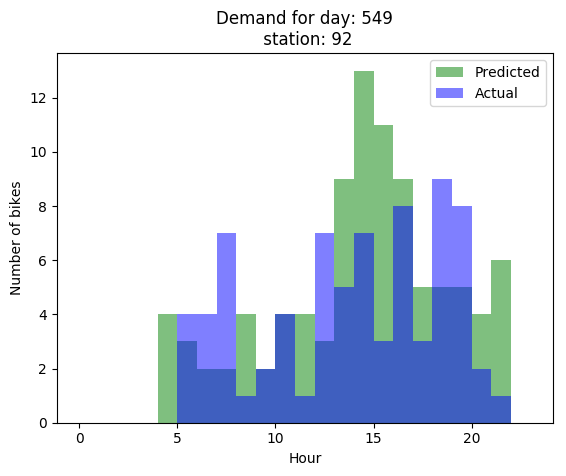 Demand for day: 549
station: 92
Predicted
Actual
Number of bikes
12
10
8
6
4
2
0
0
5
10
15
20
Hour